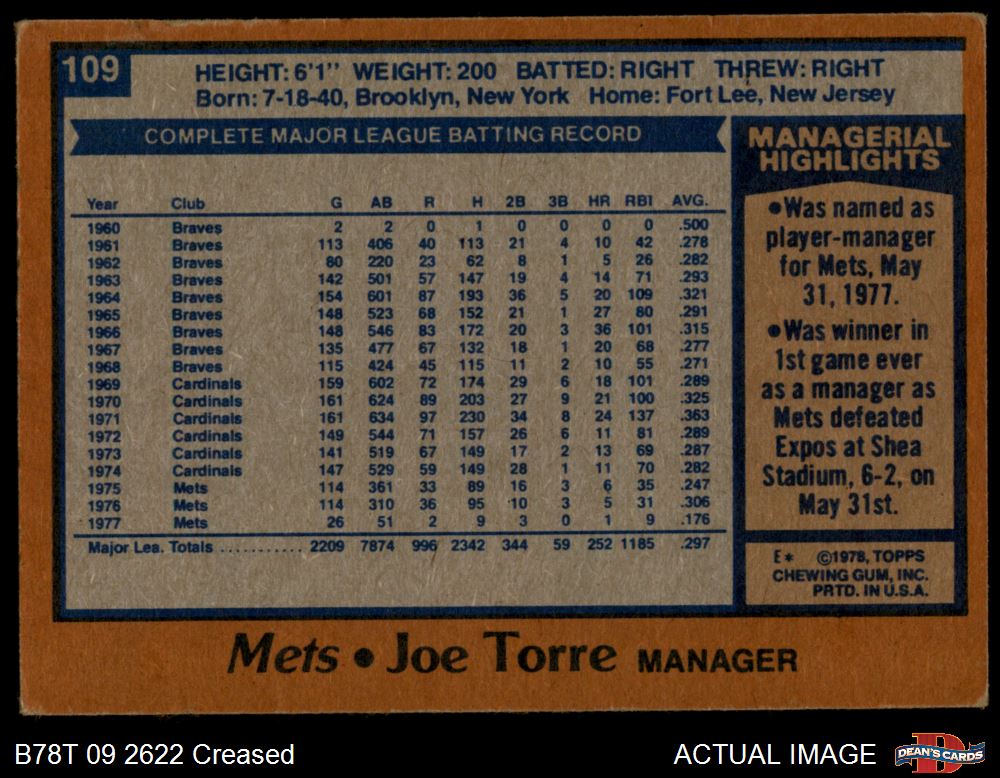 109
HEIGHT: 6'1" WEIGHT: 200 BATTED: RIGHT THREW: RIGHT
Born: 7-18-40, Brooklyn, New York Home: Fort Lee, New Jersey
COMPLETE MAJOR LEAGUE BATTING RECORD
Year Club G AB R H 2B 3B HR RBI AVG.
1960 Braves 2 2 0 1 0 0 0 0 .500
1961 Braves 113 406 40 113 21 4 10 42 .278
1962 Braves 80 220 23 62 8 1 5 26 .282
1963 Braves 142 501 57 147 19 4 14 71 .293
1964 Braves 154 601 87 193 36 5 20 109 .321
1965 Braves 148 523 68 152 21 1 27 80 .291
1966 Braves 148 546 83 172 20 3 36 101 .315
1967 Braves 135 477 67 132 18 1 20 68 .277
1968 Braves 115 424 45 115 11 2 10 55 .271
1969 Cardinals 159 602 72 174 29 6 18 101 .289
1970 Cardinals 161 624 89 203 27 9 21 100 .325
1971 Cardinals 161 634 97 230 34 8 24 137 .363
1972 Cardinals 149 544 71 157 26 6 11 81 .289
1973 Cardinals 141 519 67 149 17 2 13 69 .287
1974 Cardinals 147 529 59 149 28 1 11 70 .282
1975 Mets 114 361 33 89 16 3 6 35 .247
1976 Mets 114 310 36 95 10 3 5 31 .306
1977 Mets 26 51 2 9 3 0 1 9 .176
Major Lea. Totals ........... 2209 7874 996 2342 344 59 252 1185 .297
MANAGERIAL
HIGHLIGHTS
•Was named as
player-manager
for Mets, May
31, 1977.
•Was winner in
1st game ever
as a manager as
Mets defeated
Expos at Shea
Stadium, 6-2, on
May 31st.
E* ©1978, TOPPS
CHEWING GUM, INC.
PRTD. IN U.S.A.
Mets • Joe Torre MANAGER
B78T 09 2622 Creased
ACTUAL IMAGE
DEAN'S CARDS